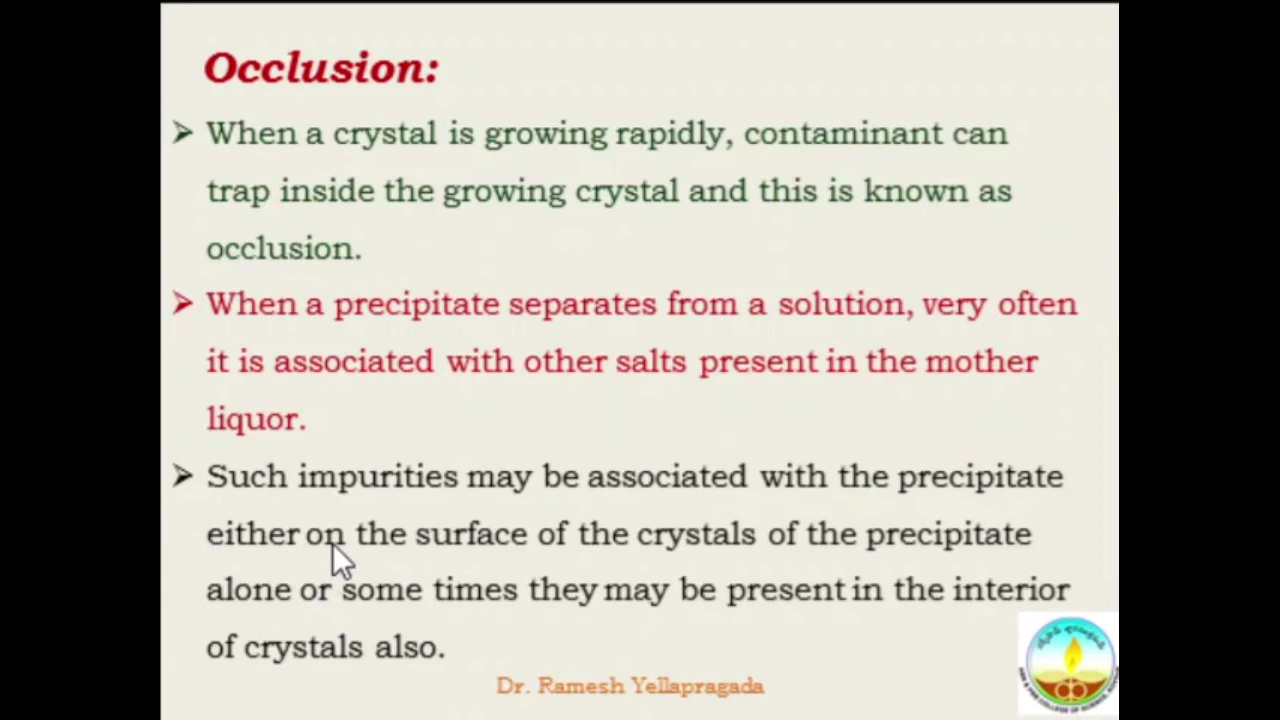 Occlusion:
When a crystal is growing rapidly, contaminant can
trap inside the growing crystal and this is known as
occlusion.
When a precipitate separates from a solution, very often
it is associated with other salts present in the mother
liquor.
Such impurities may be associated with the precipitate
either on the surface of the crystals of the precipitate
alone or some times they may be present in the interior
of crystals also.
Dr. Ramesh Yellapragada